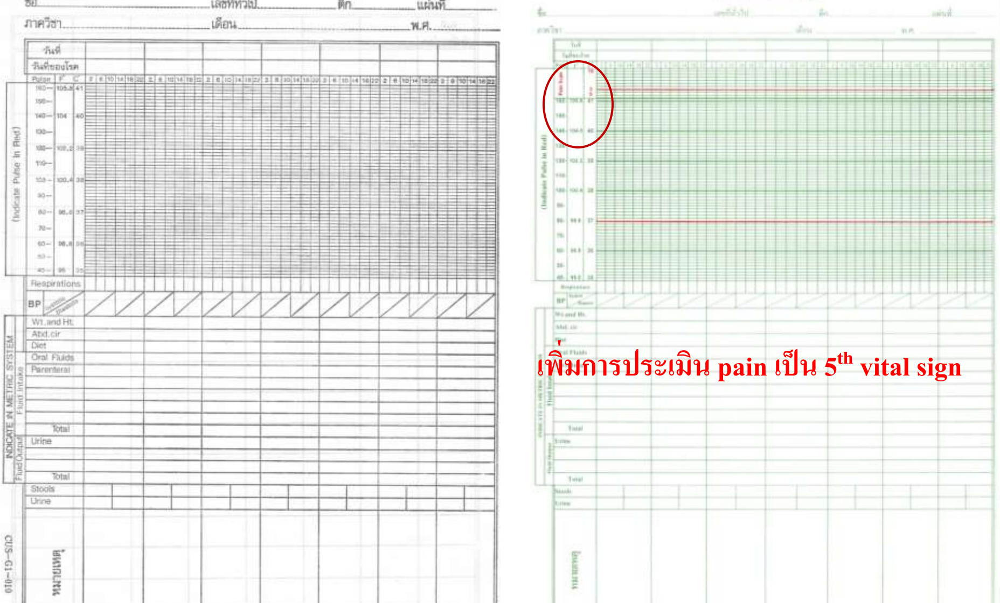 ชื่อ เลขที่ทั่วไป ตึก แผ่นที่
ภาควิชา เดือน พ.ศ.
วันที่
วันที่ของโรค
Pulse F C 2 6 10 14 18 22 2 6 10 14 18 22 2 6 10 14 18 22 2 6 10 14 18 22 2 6 10 14 18 22 2 6 10 14 18 22 2 6 10 14 18 22
(Indicate Pulse in Red)
160 105.8 41
150
140 104 40
130
102.2 39
110
100 100.4 38
90
80 98.6 37
70
60 96.8 36
50
40 95 35
Respirations
BP Systolic Diastolic
INDICATE IN METRIC SYSTEM
Wt. and Ht.
Abd.cir
Diet
Fluid Intake
Oral Fluids
Parenteral
Total
Fluid Output
Urine
Total
Stools
Urine
หมายเหตุ
CUS-G1-010
ชื่อ เลขที่ทั่วไป ตึก แผ่นที่
ภาควิชา เดือน พ.ศ.
วันที่
วันที่ของโรค
Pain Score
10
(Indicate Pulse in Red)
160 105.8 41
150
140 40
130
102.2 39
110
100 100.4 38
90
80 98.6 37
70
60 96.8 36
50
40 95.0 35
Respirations
BP
Wt.and Ht.
Abd. cir
Diet
Oral Fluids
เพิ่มการประเมิน pain เป็น 5th vital sign
Fluid Intake
Total
Urine
Total
Stools
Urine
หมายเหตุ